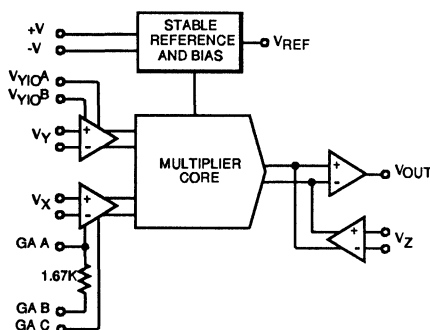 STABLE
REFERENCE
AND BIAS
+V
-V
VREF
VYIOA
VYIOB
VY
+
-
MULTIPLIER
CORE
VX
+
-
GA A
1.67K
GA B
GA C
+
-
VOUT
+
-
VZ